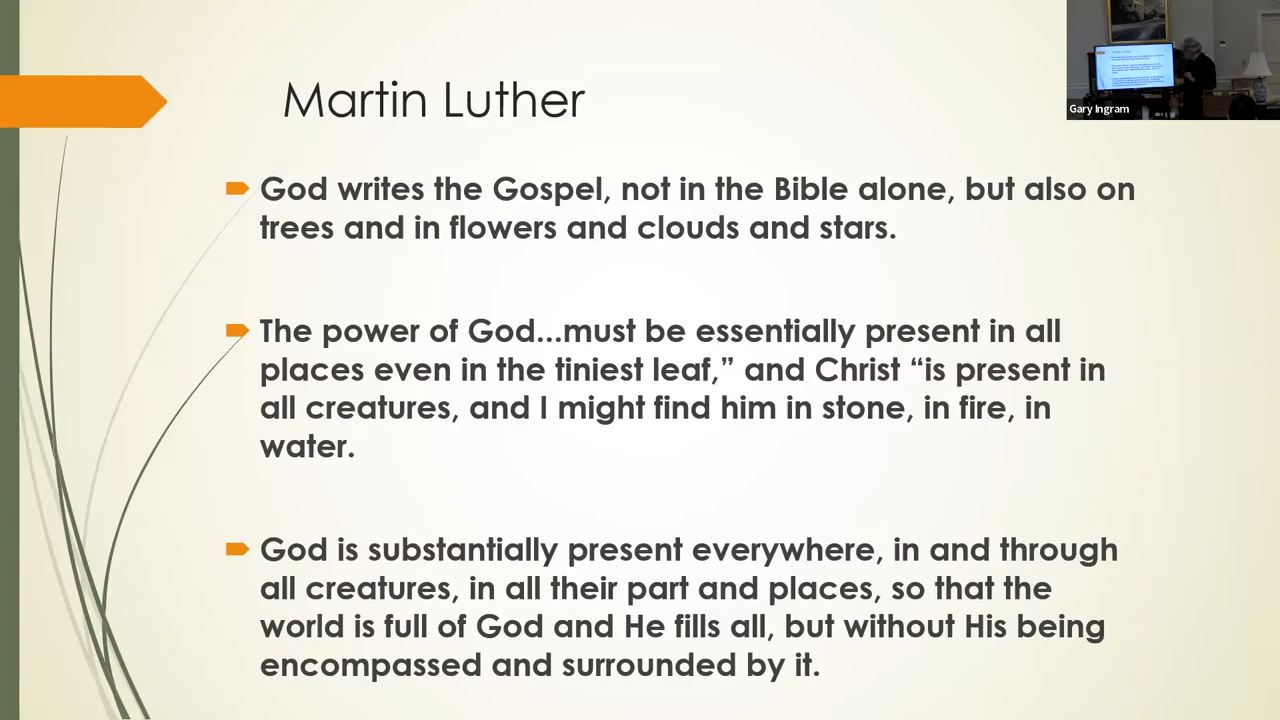 Martin Luther
Gary Ingram
God writes the Gospel, not in the Bible alone, but also on
trees and in flowers and clouds and stars.
The power of God...must be essentially present in all
places even in the tiniest leaf,” and Christ “is present in
all creatures, and I might find him in stone, in fire, in
water.
God is substantially present everywhere, in and through
all creatures, in all their part and places, so that the
world is full of God and He fills all, but without His being
encompassed and surrounded by it.